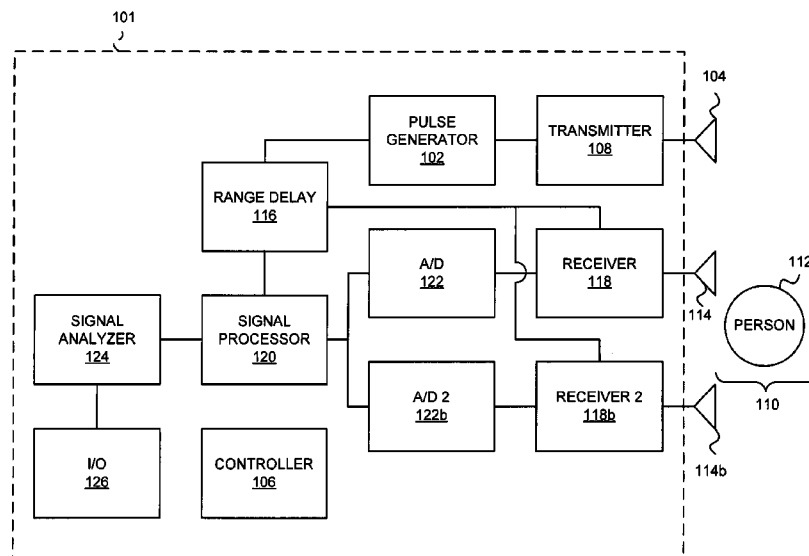 101
104
PULSE
GENERATOR
102
TRANSMITTER
108
RANGE DELAY
116
A/D
122
RECEIVER
118
114
112
PERSON
110
SIGNAL
ANALYZER
124
SIGNAL
PROCESSOR
120
A/D 2
122b
RECEIVER 2
118b
114b
I/O
126
CONTROLLER
106